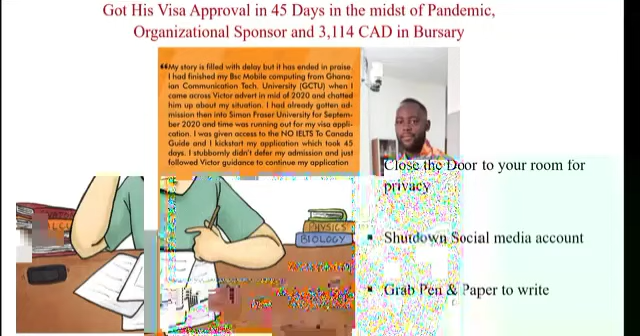 Got His Visa Approval in 45 Days in the midst of Pandemic,
Organizational Sponsor and 3,114 CAD in Bursary
“My story is filled with delay but it has ended in praise.
I had finished my Bsc Mobile computing from Ghana-
ian Communication Tech. University (GCTU) when I
came across Victor advert in mid of 2020 and chatted
him up about my situation. I had already gotten ad-
mission then into Simon Fraser University for Septem-
ber 2020 and time was running out for my visa appli-
cation. I was given access to the NO IELTS To Canada
Guide and I kickstart my application which took 45
days. I stubbornly didn't defer my admission and just
followed Victor guidance to continue my application
Close the Door to your room for
privacy
▪ Shutdown Social media account
▪ Grab Pen & Paper to write
PHYSICS
BIOLOGY